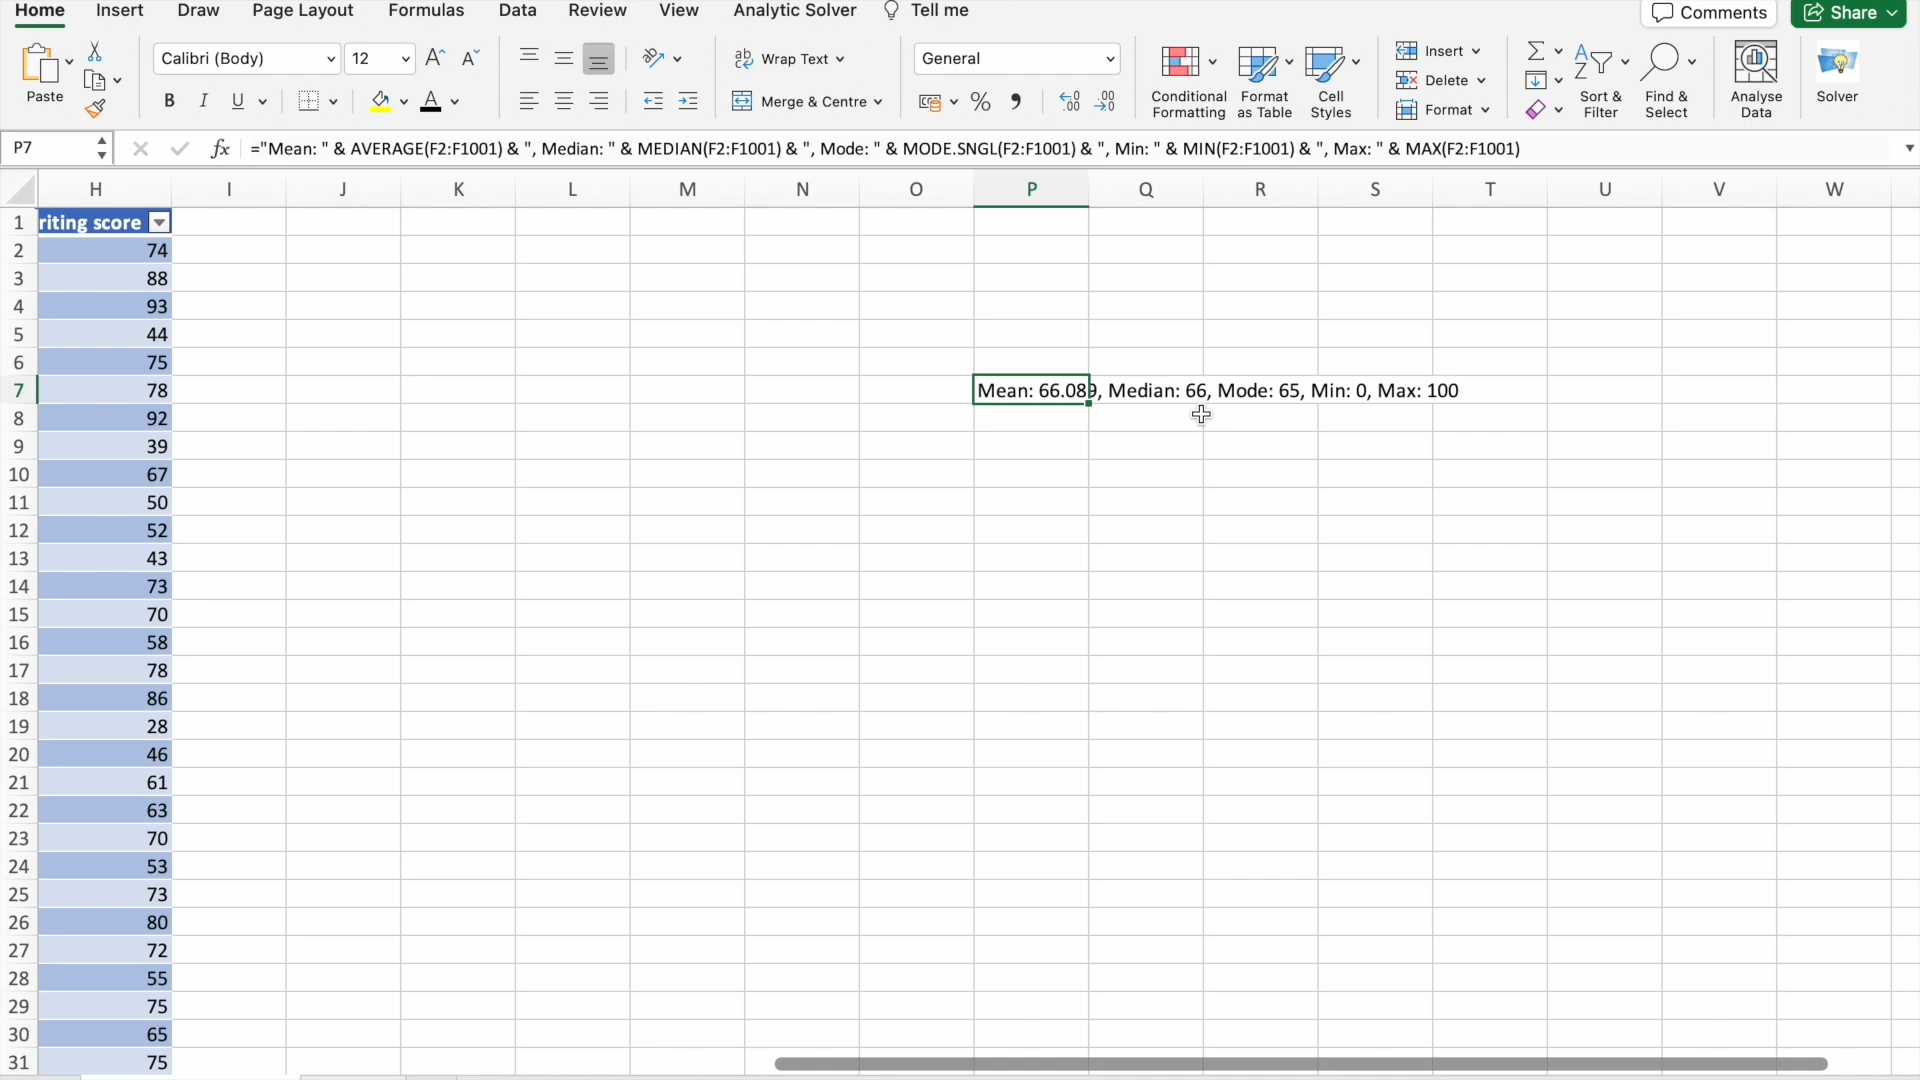 Home Insert Draw Page Layout Formulas Data Review View Analytic Solver Tell me Comments Share
Paste
Calibri (Body) 12
B I U
Wrap Text
Merge & Centre
General
Conditional Formatting
Format as Table
Cell Styles
Insert
Delete
Format
Sort & Filter
Find & Select
Analyse Data
Solver
P7 fx ="Mean: " & AVERAGE(F2:F1001) & ", Median: " & MEDIAN(F2:F1001) & ", Mode: " & MODE.SNGL(F2:F1001) & ", Min: " & MIN(F2:F1001) & ", Max: " & MAX(F2:F1001)
H I J K L M N O P Q R S T U V W
1 riting score
2 74
3 88
4 93
5 44
6 75
7 78 Mean: 66.089, Median: 66, Mode: 65, Min: 0, Max: 100
8 92
9 39
10 67
11 50
12 52
13 43
14 73
15 70
16 58
17 78
18 86
19 28
20 46
21 61
22 63
23 70
24 53
25 73
26 80
27 72
28 55
29 75
30 65
31 75